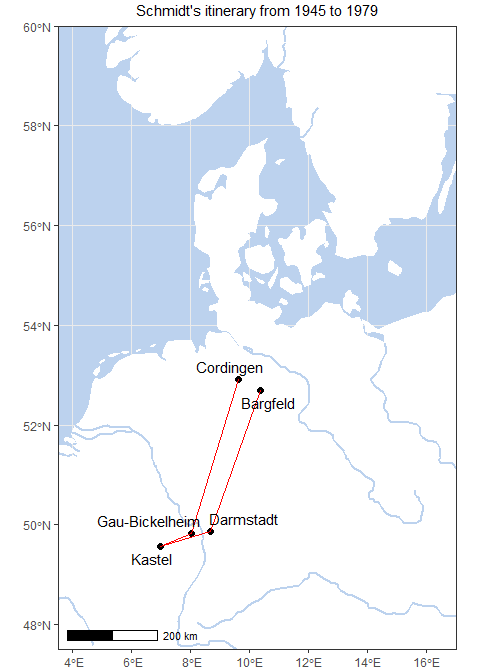 Schmidt's itinerary from 1945 to 1979
60°N
58°N
56°N
54°N
Cordingen
Bargfeld
52°N
Gau-Bickelheim
Darmstadt
50°N
Kastel
48°N
200 km
4°E
6°E
8°E
10°E
12°E
14°E
16°E